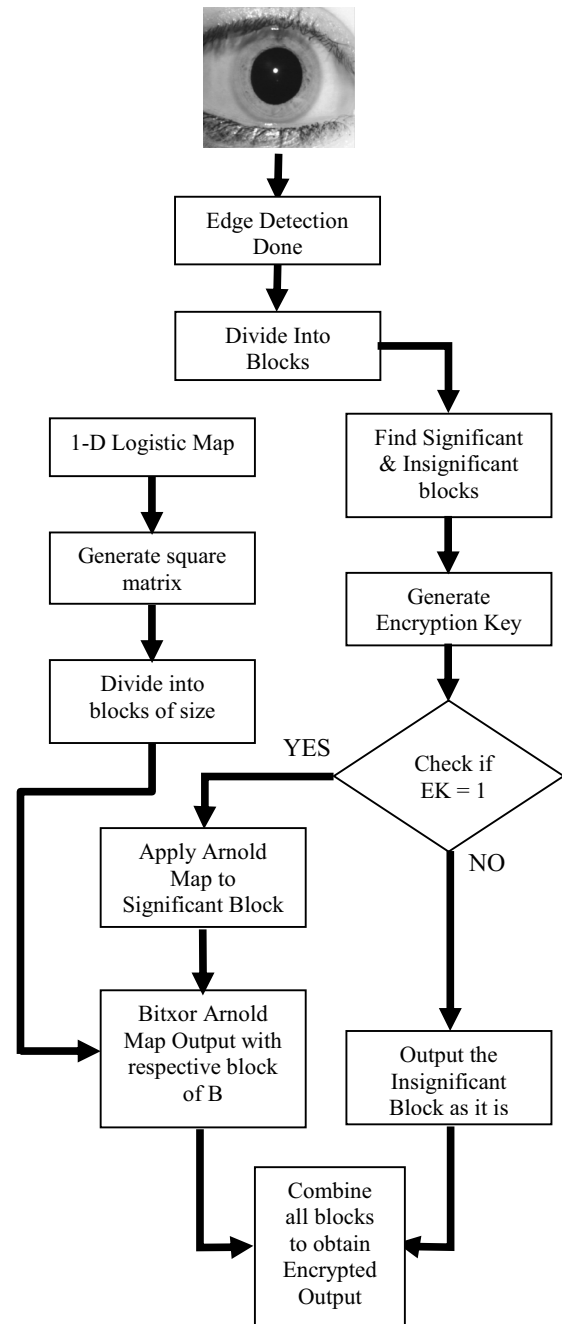 Edge Detection
Done
Divide Into
Blocks
1-D Logistic Map
Find Significant
& Insignificant
blocks
Generate square
matrix
Generate
Encryption Key
Divide into
blocks of size
YES
Check if
EK = 1
Apply Arnold
Map to
Significant Block
NO
Bitxor Arnold
Map Output with
respective block
of B
Output the
Insignificant
Block as it is
Combine
all blocks
to obtain
Encrypted
Output